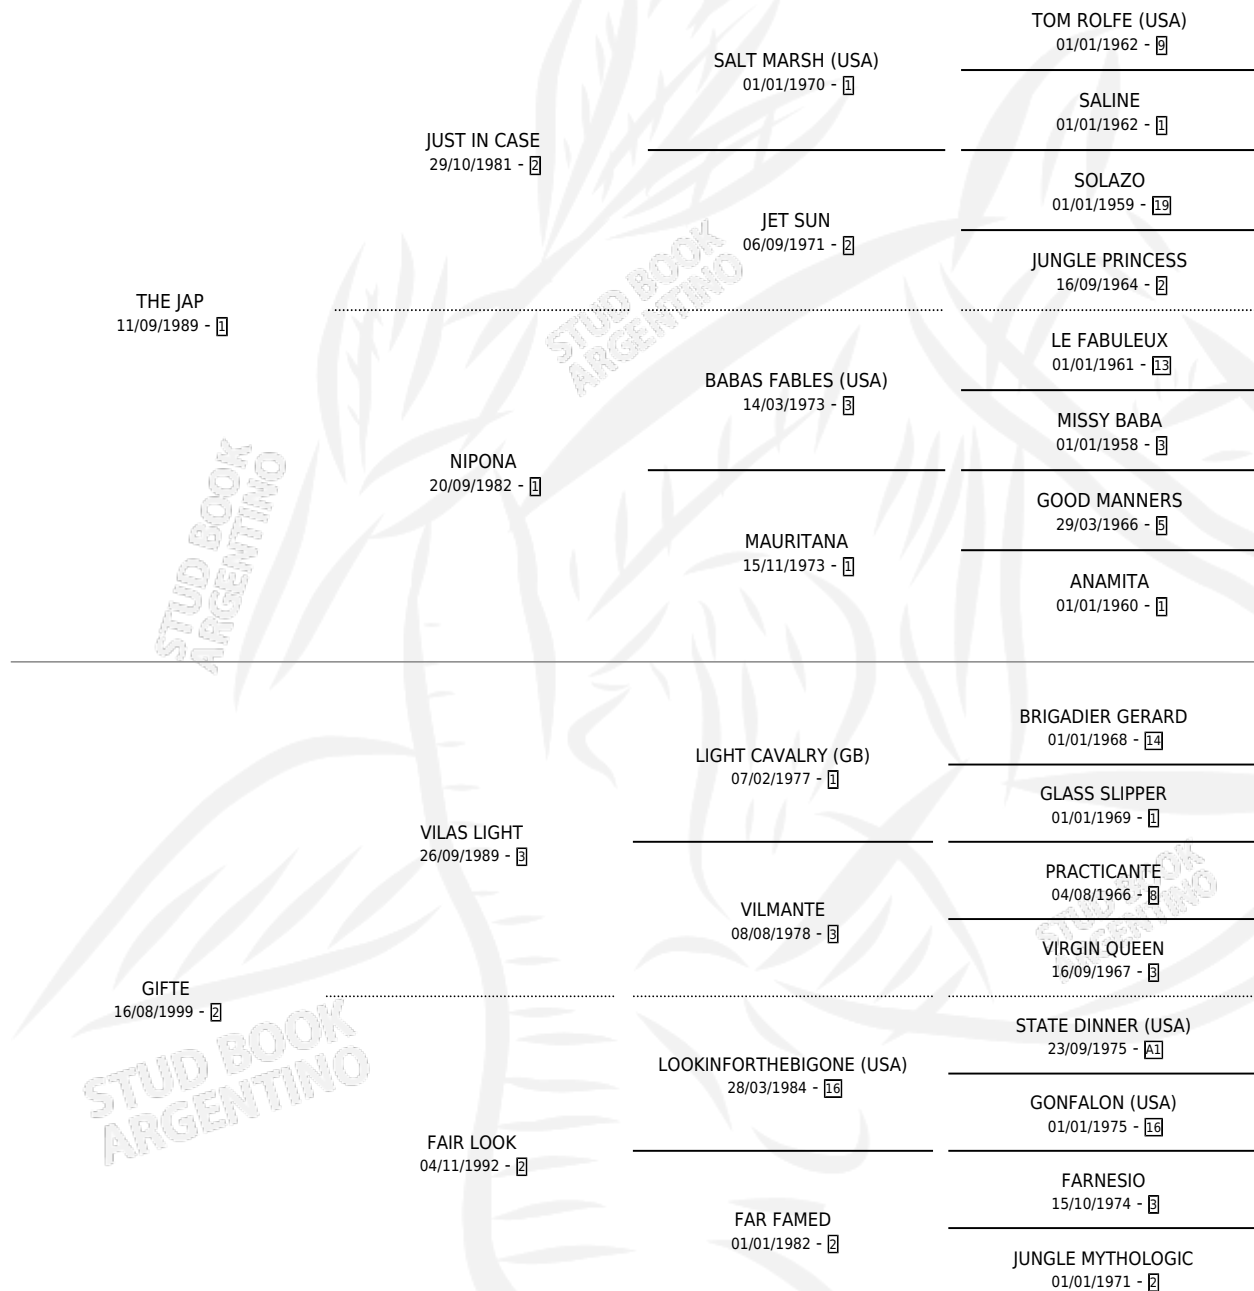 TOM ROLFE (USA)
01/01/1962 - 9
SALT MARSH (USA)
01/01/1970 - 1
SALINE
01/01/1962 - 1
JUST IN CASE
29/10/1981 - 2
SOLAZO
01/01/1959 - 19
JET SUN
06/09/1971 - 2
JUNGLE PRINCESS
16/09/1964 - 2
THE JAP
11/09/1989 - 1
STUD BOOK
ARGENTINO
LE FABULEUX
01/01/1961 - 13
BABAS FABLES (USA)
14/03/1973 - 3
MISSY BABA
01/01/1958 - 3
NIPONA
20/09/1982 - 1
GOOD MANNERS
29/03/1966 - 5
MAURITANA
15/11/1973 - 1
ANAMITA
01/01/1960 - 1
STUD BOOK
ARGENTINO
BRIGADIER GERARD
01/01/1968 - 14
LIGHT CAVALRY (GB)
07/02/1977 - 1
GLASS SLIPPER
01/01/1969 - 1
VILAS LIGHT
26/09/1989 - 3
PRACTICANTE
04/08/1966 - 8
VILMANTE
08/08/1978 - 3
STUD BOOK
ARGENTINO
VIRGIN QUEEN
16/09/1967 - 3
GIFTE
16/08/1999 - 2
STATE DINNER (USA)
23/09/1975 - A1
LOOKINFORTHEBIGONE (USA)
28/03/1984 - 16
GONFALON (USA)
01/01/1975 - 16
STUD BOOK
ARGENTINO
FAIR LOOK
04/11/1992 - 2
FARNESIO
15/10/1974 - 3
FAR FAMED
01/01/1982 - 2
JUNGLE MYTHOLOGIC
01/01/1971 - 2